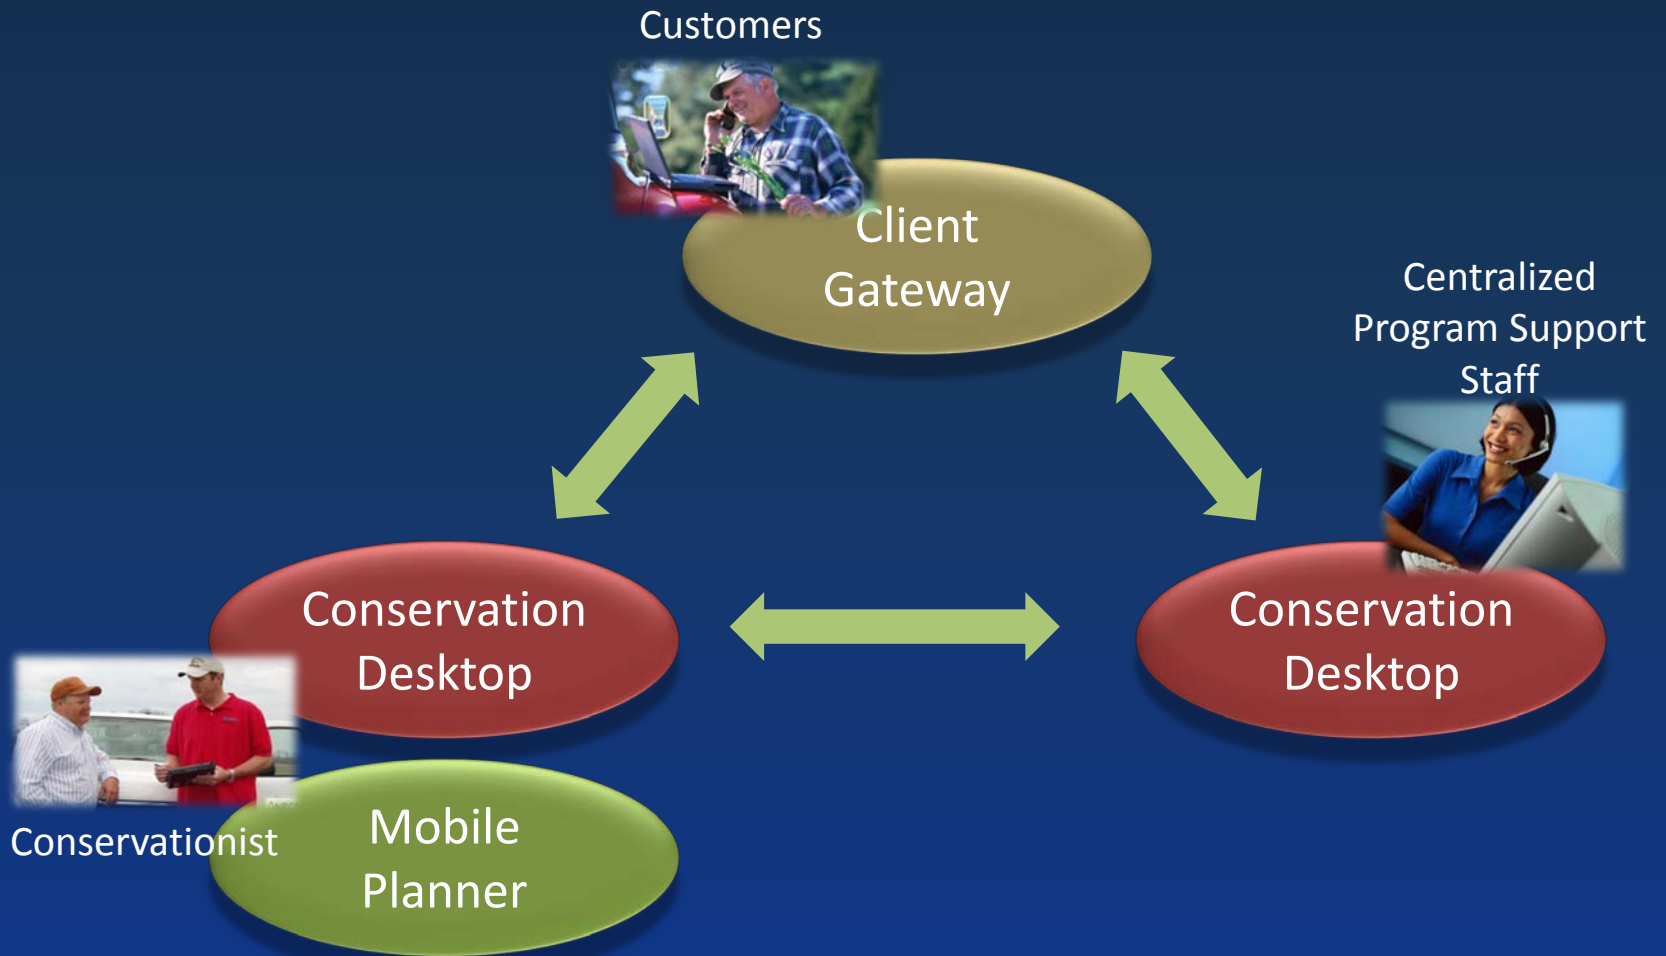 Customers
Client
Gateway
Centralized
Program Support
Staff
Conservation
Desktop
Conservation
Desktop
Conservationist
Mobile
Planner